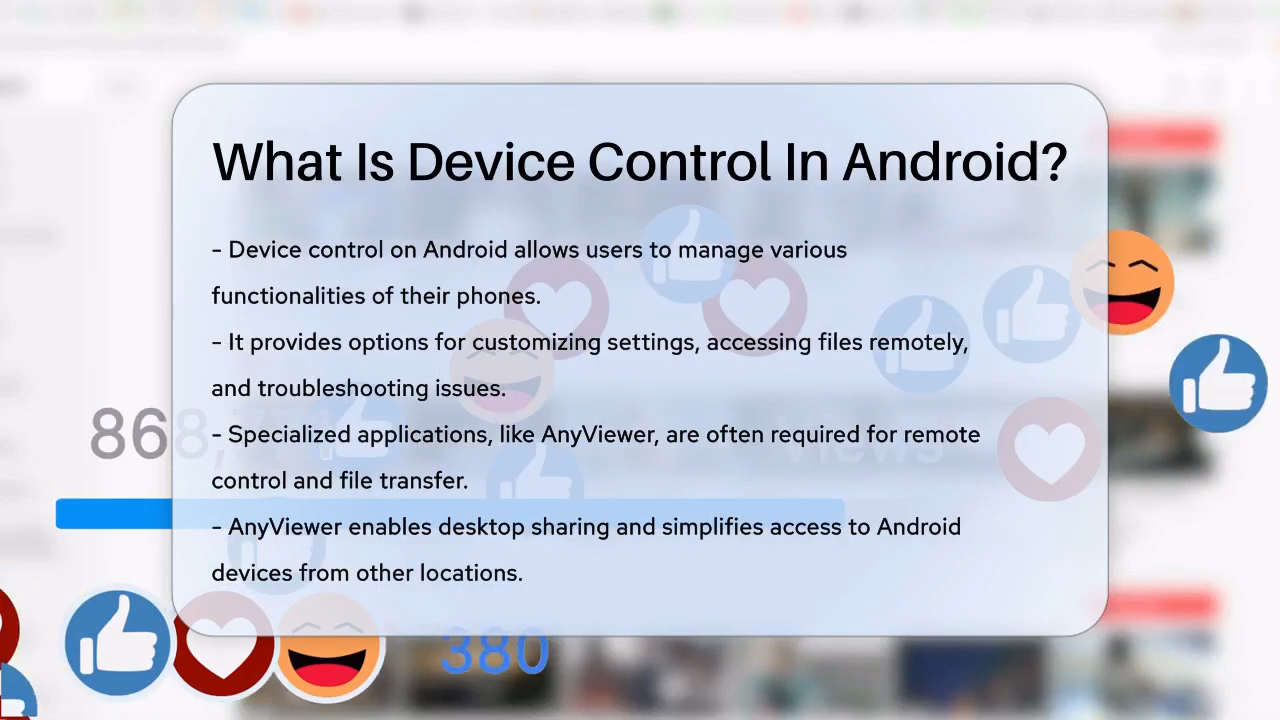 What Is Device Control In Android?
- Device control on Android allows users to manage various
functionalities of their phones.
- It provides options for customizing settings, accessing files remotely,
and troubleshooting issues.
- Specialized applications, like AnyViewer, are often required for remote
control and file transfer.
- AnyViewer enables desktop sharing and simplifies access to Android
devices from other locations.
Views
380